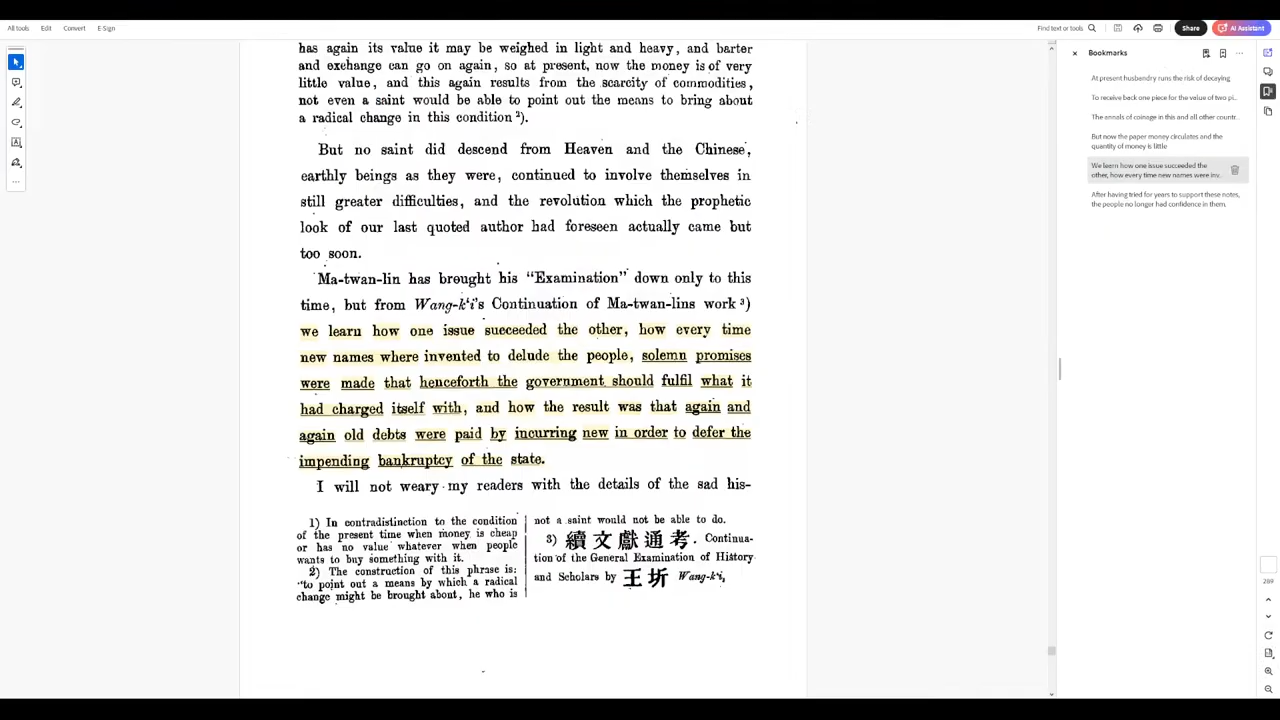 All tools Edit Convert E-Sign
Find text or tools
Share
AI Assistant
has again its value it may be weighed in light and heavy, and barter
and exchange can go on again, so at present, now the money is of very
little value, and this again results from the scarcity of commodities,
not even a saint would be able to point out the means to bring about
a radical change in this condition ²).
But no saint did descend from Heaven and the Chinese,
earthly beings as they were, continued to involve themselves in
still greater difficulties, and the revolution which the prophetic
look of our last quoted author had foreseen actually came but
too soon.
Ma-twan-lin has brought his “Examination” down only to this
time, but from Wang-k‘i’s Continuation of Ma-twan-lins work ³)
we learn how one issue succeeded the other, how every time
new names where invented to delude the people, solemn promises
were made that henceforth the government should fulfil what it
had charged itself with, and how the result was that again and
again old debts were paid by incurring new in order to defer the
impending bankruptcy of the state.
I will not weary my readers with the details of the sad his-
1) In contradistinction to the condition
of the present time when money is cheap
or has no value whatever when people
wants to buy something with it.
2) The construction of this phrase is:
“to point out a means by which a radical
change might be brought about, he who is
not a saint would not be able to do.
3) 續文獻通考. Continua-
tion of the General Examination of History
and Scholars by 王圻 Wang-k‘i,
Bookmarks
At present husbandry runs the risk of decaying
To receive back one piece for the value of two pi..
The annals of coinage in this and all other countr..
But now the paper money circulates and the
quantity of money is little
We learn how one issue succeeded the
other, how every time new names were inv..
After having tried for years to support these notes,
the people no longer had confidence in them.
289